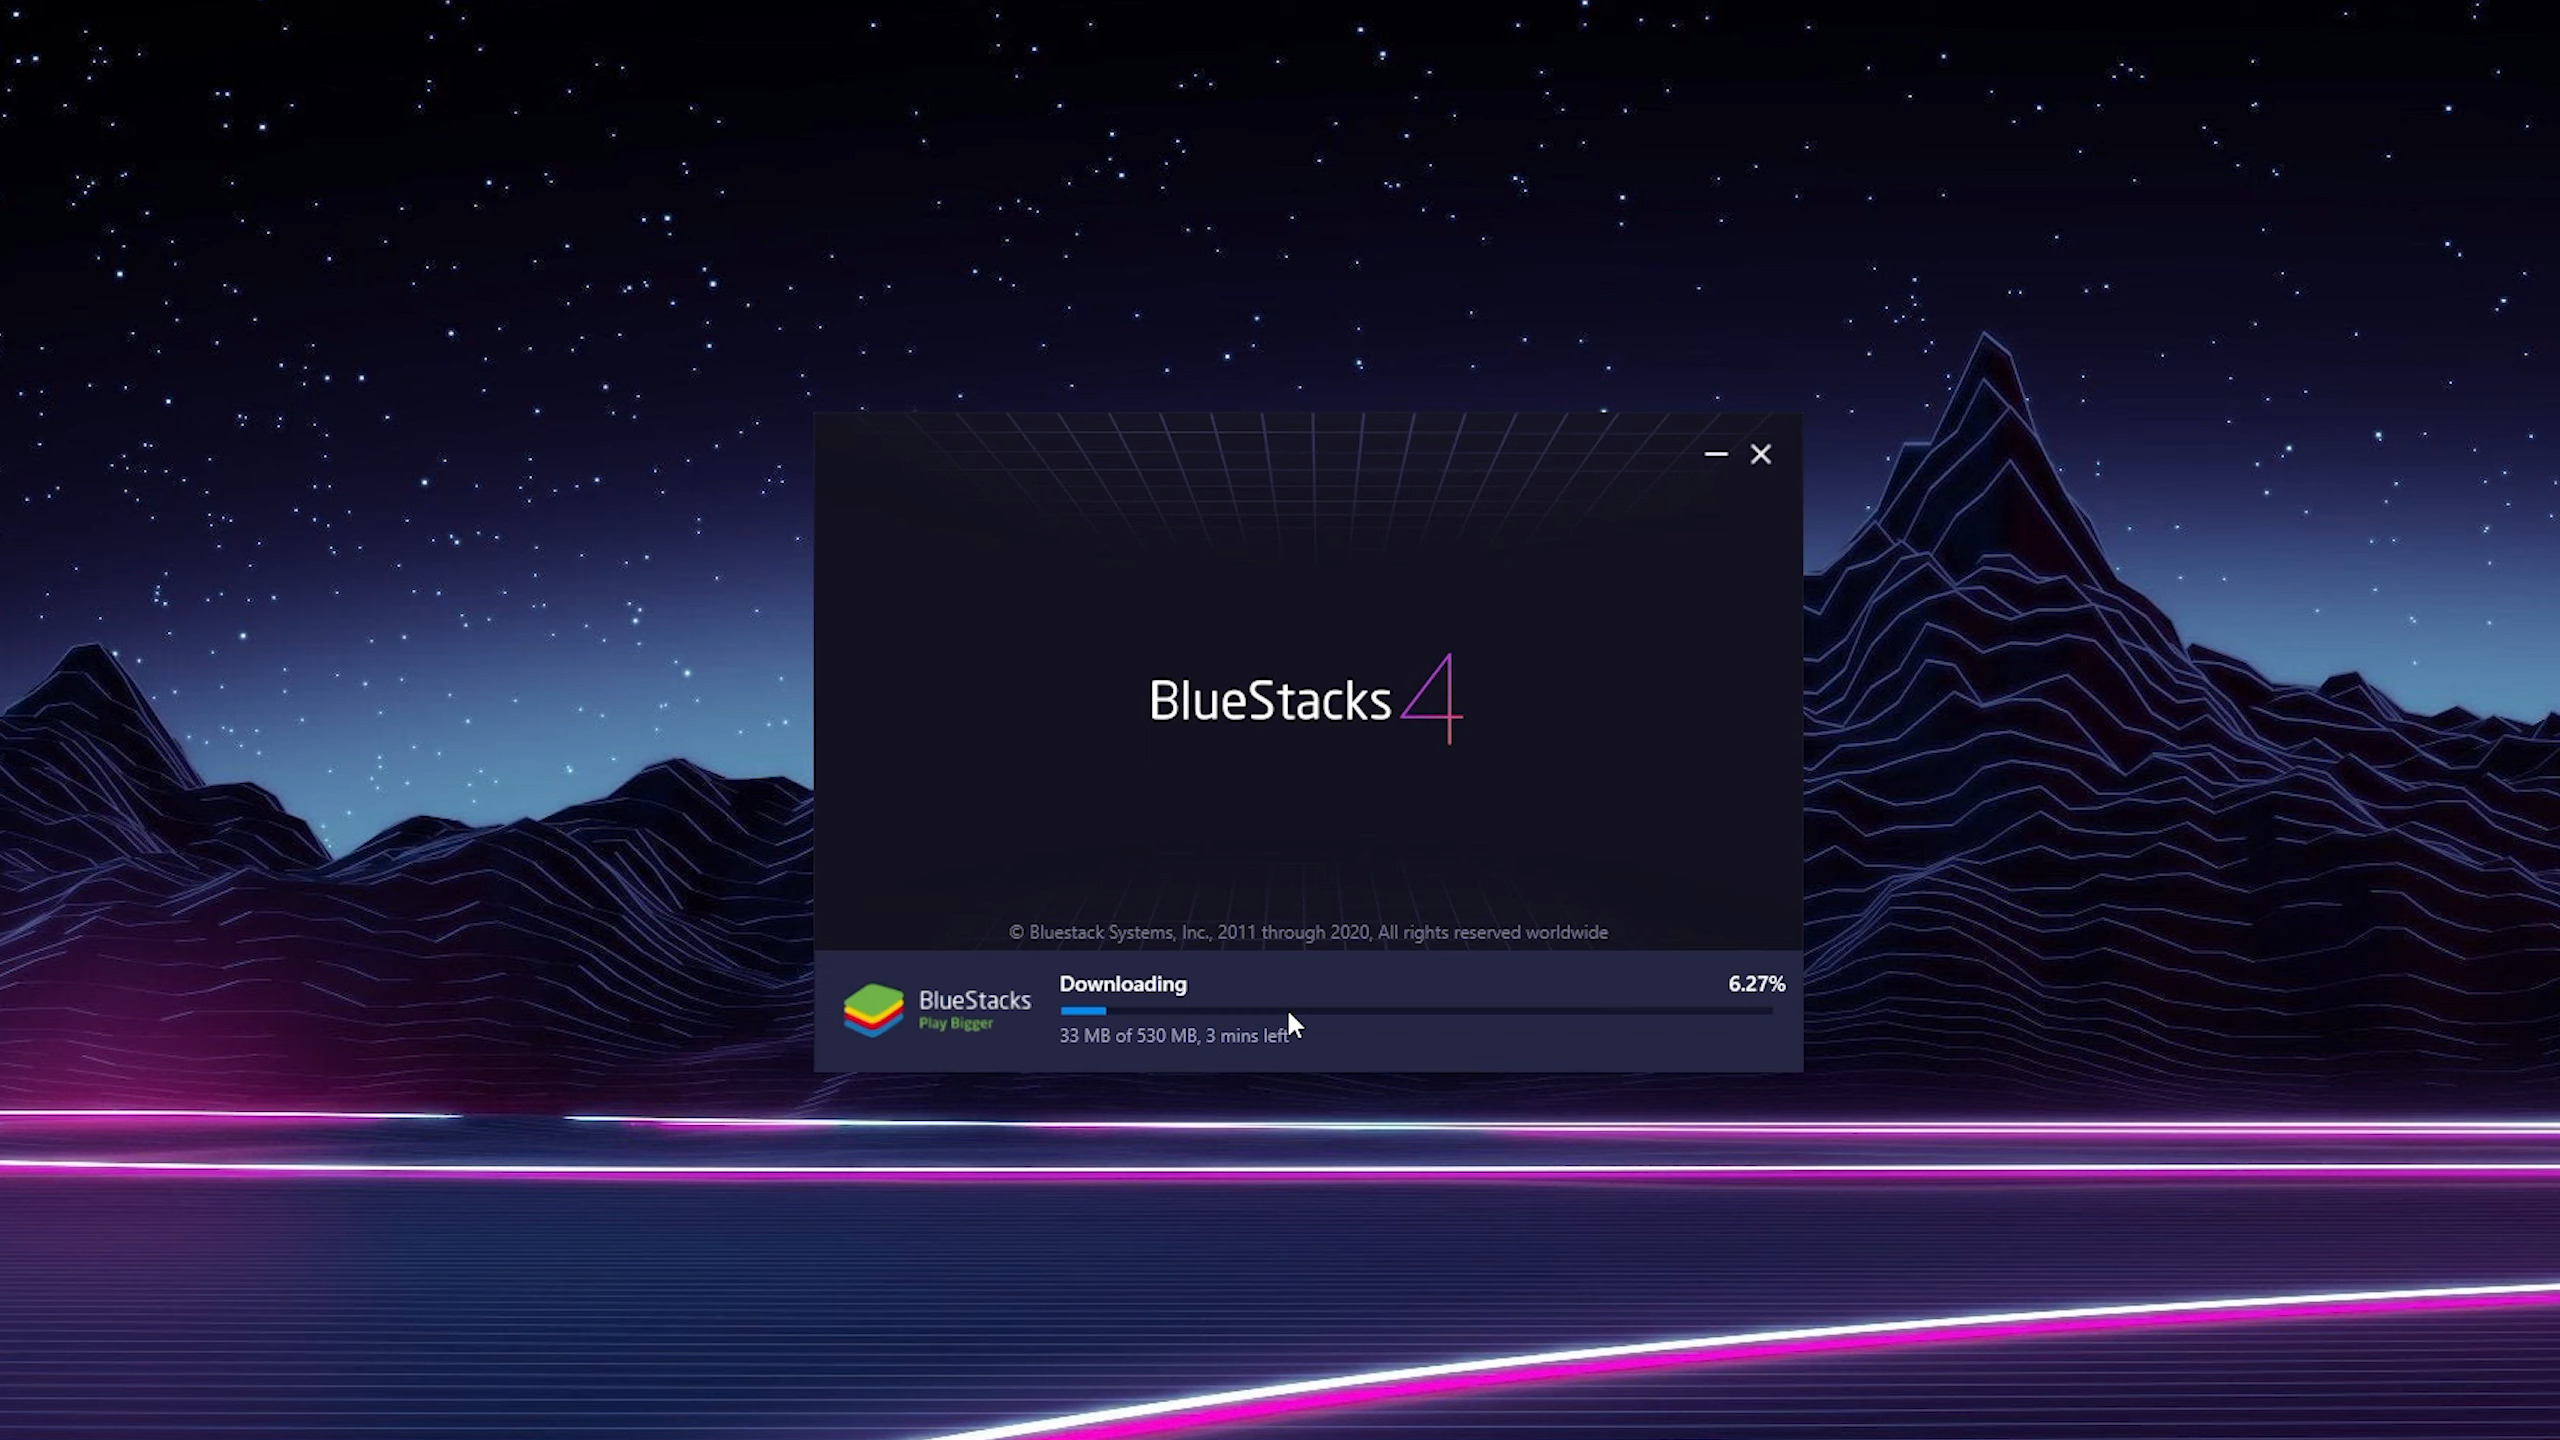 BlueStacks 4
© Bluestack Systems, Inc., 2011 through 2020, All rights reserved worldwide
BlueStacks
Play Bigger
Downloading
6.27%
33 MB of 530 MB, 3 mins left